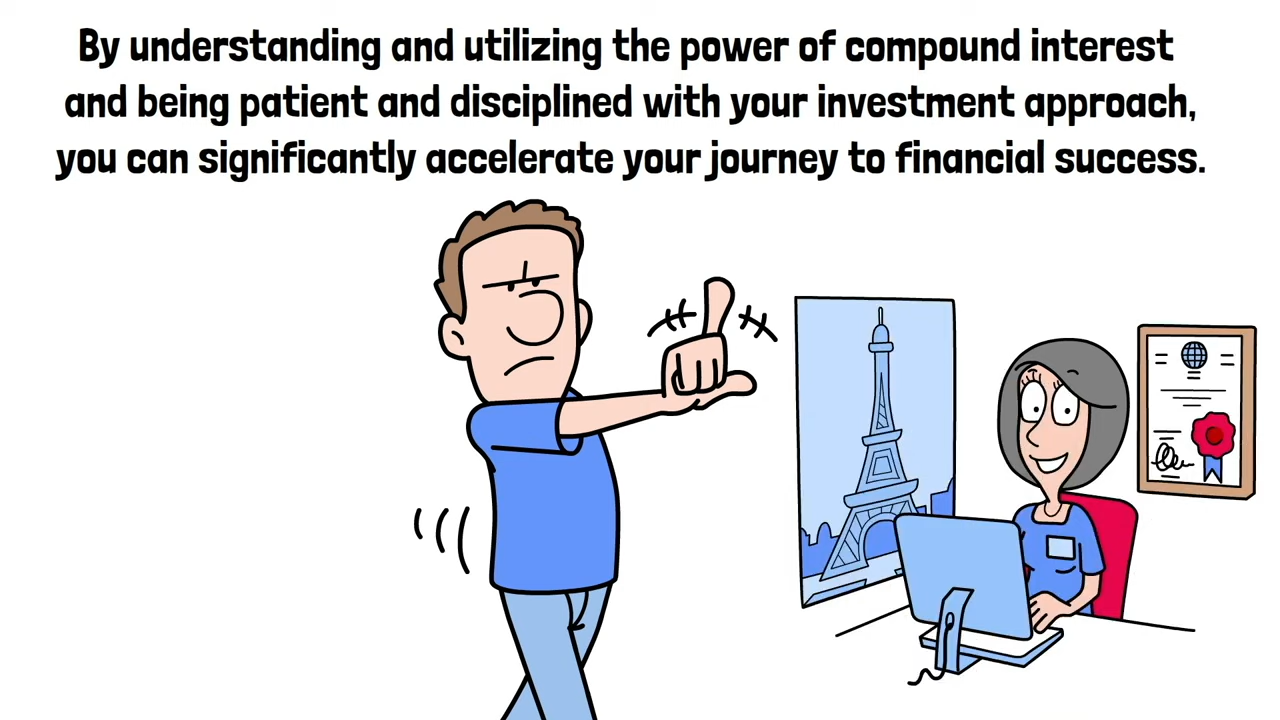 By understanding and utilizing the power of compound interest
and being patient and disciplined with your investment approach,
you can significantly accelerate your journey to financial success.